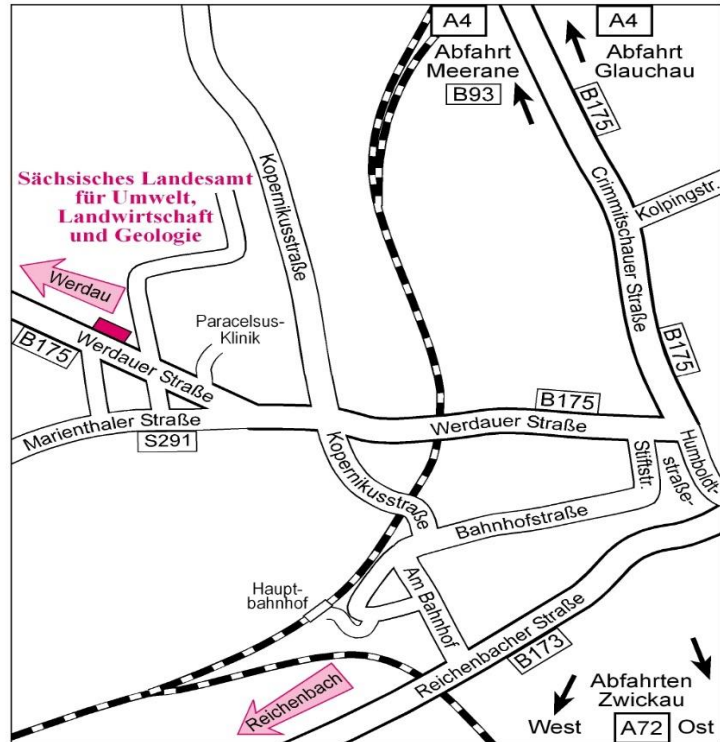 A4
Abfahrt
Meerane
B93
A4
Abfahrt
Glauchau
B175
Kopernikusstraße
Crimmitschauer Straße
Kolpingstr.
Sächsisches Landesamt
für Umwelt,
Landwirtschaft
und Geologie
Werdau
B175
Werdauer Straße
Paracelsus-
Klinik
B175
Marienthaler Straße
S291
B175
Werdauer Straße
Kopernikusstraße
Stiftstr.
Humboldt-
straße-
Bahnhofstraße
Haupt-
bahnhof
Am Bahnhof
Reichenbacher Straße
B173
Reichenbach
Abfahrten
Zwickau
West
A72
Ost